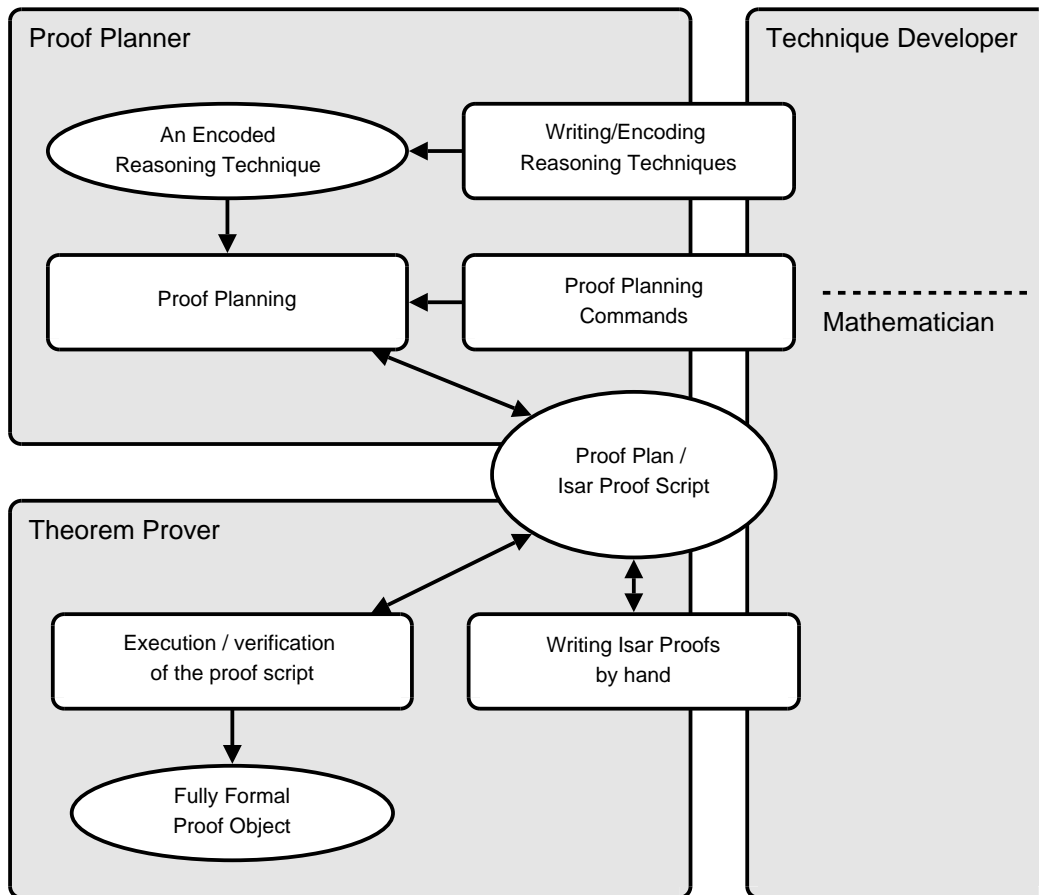 Proof Planner
Technique Developer
An Encoded
Reasoning Technique
Writing/Encoding
Reasoning Techniques
Proof Planning
Proof Planning
Commands
Mathematician
Proof Plan /
Isar Proof Script
Theorem Prover
Execution / verification
of the proof script
Writing Isar Proofs
by hand
Fully Formal
Proof Object